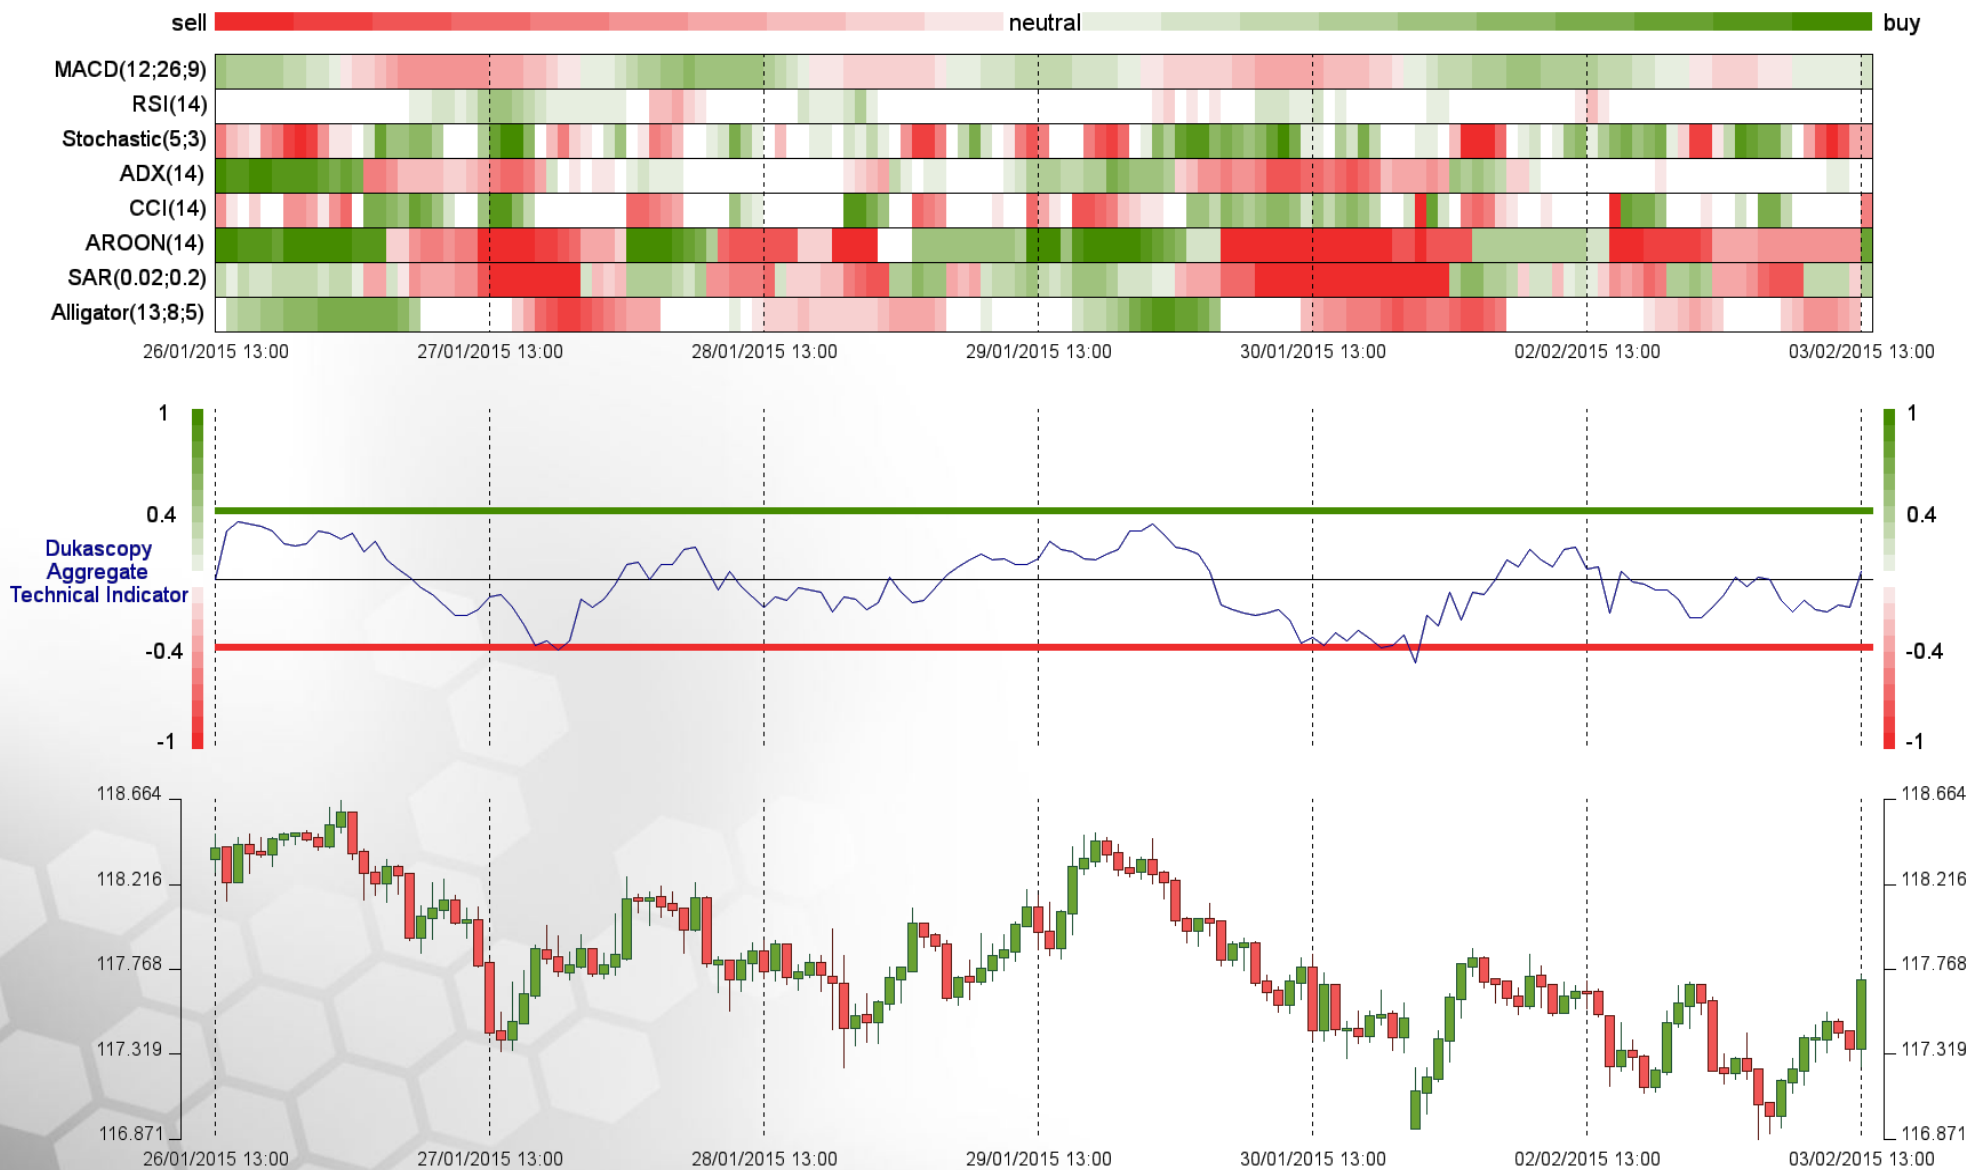 sell neutral buy
MACD(12;26;9)
RSI(14)
Stochastic(5;3)
ADX(14)
CCI(14)
AROON(14)
SAR(0.02;0.2)
Alligator(13;8;5)
26/01/2015 13:00 27/01/2015 13:00 28/01/2015 13:00 29/01/2015 13:00 30/01/2015 13:00 02/02/2015 13:00 03/02/2015 13:00
1 1
0.4 0.4
Dukascopy
Aggregate
Technical Indicator
-0.4 -0.4
-1 -1
118.664 118.664
118.216 118.216
117.768 117.768
117.319 117.319
116.871 116.871
26/01/2015 13:00 27/01/2015 13:00 28/01/2015 13:00 29/01/2015 13:00 30/01/2015 13:00 02/02/2015 13:00 03/02/2015 13:00